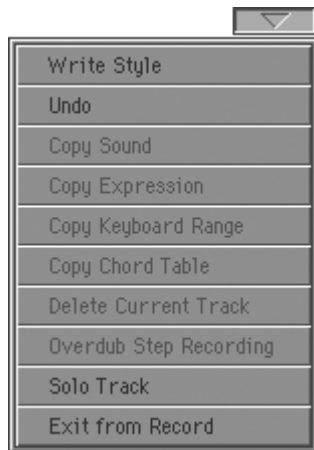 Write Style
Undo
Copy Sound
Copy Expression
Copy Keyboard Range
Copy Chord Table
Delete Current Track
Overdub Step Recording
Solo Track
Exit from Record